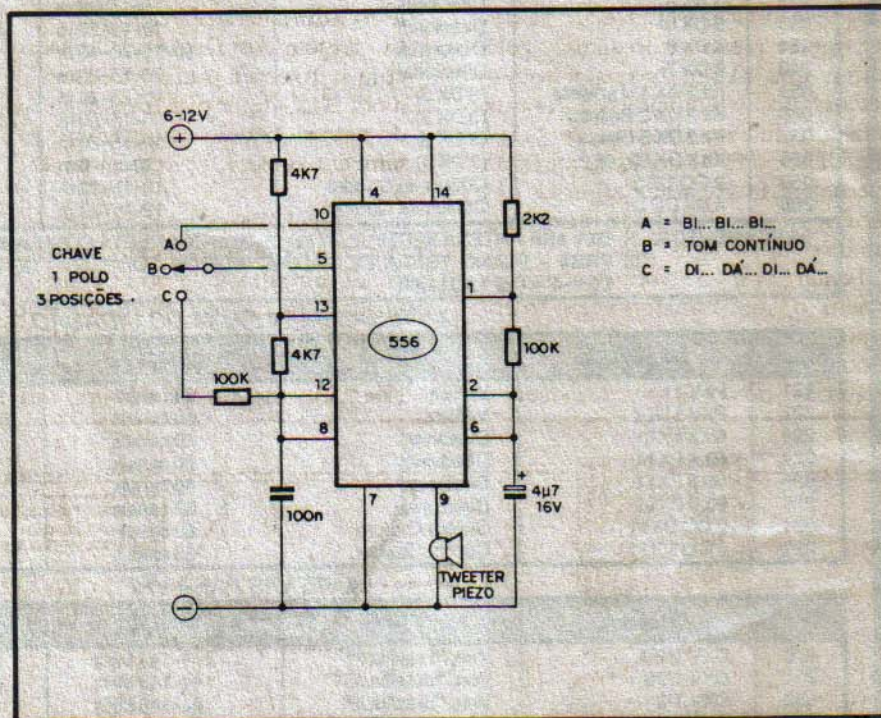 6-12V
+
4K7
4
14
10
2K2
A = BI... BI... BI...
B = TOM CONTÍNUO
C = DI... DÁ... DI... DÁ...
CHAVE
1 POLO
3 POSIÇÕES
A
B
C
5
1
13
556
4K7
100K
100K
12
2
8
6
100n
7
9
+
4µ7
16V
TWEETER
PIEZO
-